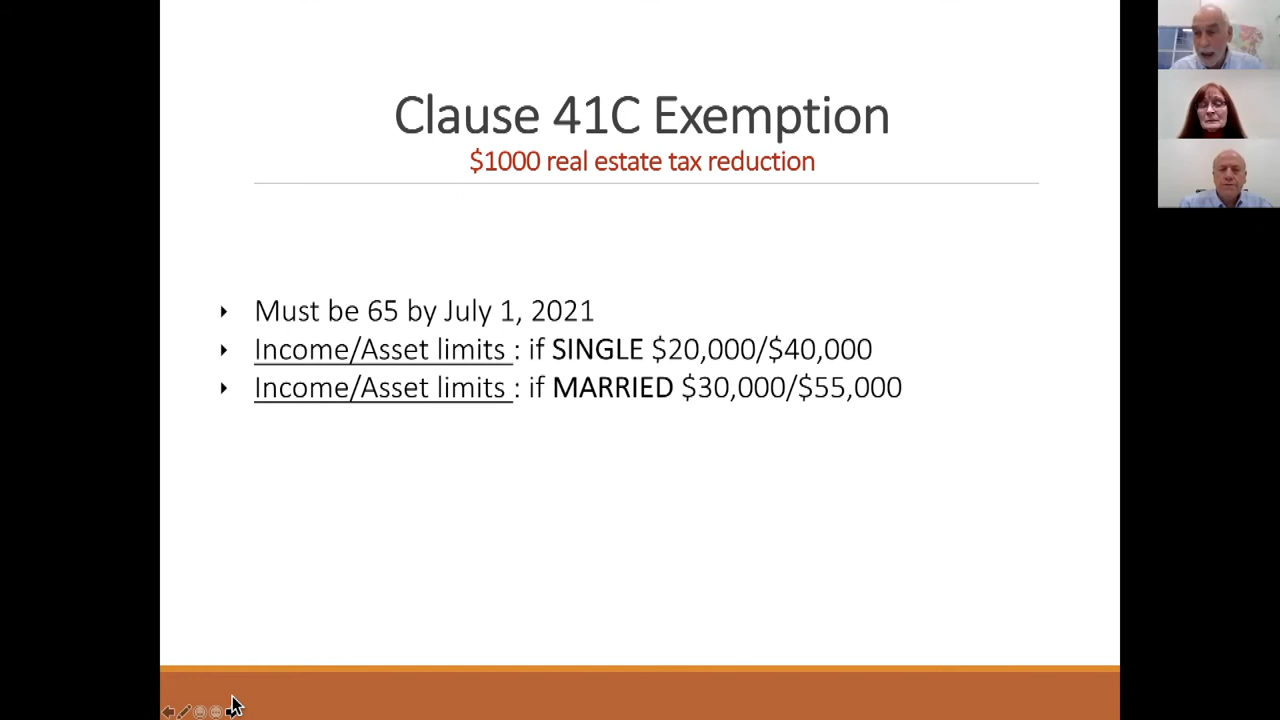 Clause 41C Exemption
$1000 real estate tax reduction
Must be 65 by July 1, 2021
Income/Asset limits : if SINGLE $20,000/$40,000
Income/Asset limits : if MARRIED $30,000/$55,000